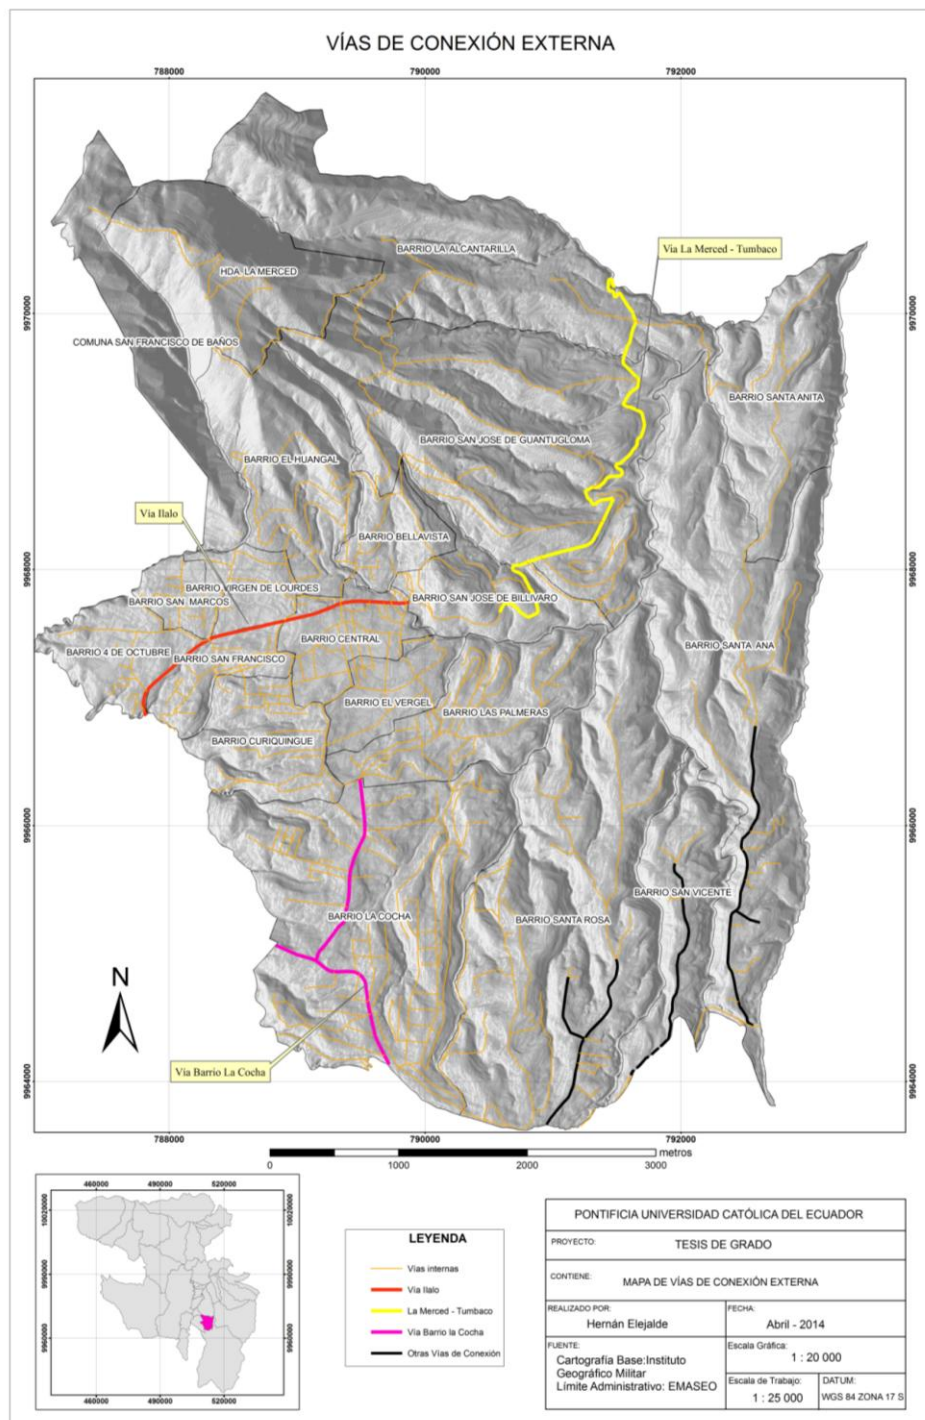 VÍAS DE CONEXIÓN EXTERNA
788000
790000
792000
BARRIO LA ALCANTARILLA
Via La Merced - Tumbaco
HDA. LA MERCED
9970000
9970000
COMUNA SAN FRANCISCO DE BAÑOS
BARRIO SANTA ANITA
BARRIO SAN JOSE DE GUANTUGLOMA
BARRIO EL HUANGAL
Via Ilalo
BARRIO BELLAVISTA
9968000
9968000
BARRIO VIRGEN DE LOURDES
BARRIO SAN MARCOS
BARRIO SAN JOSE DE BILLIVARO
BARRIO CENTRAL
BARRIO SANTA ANA
BARRIO 4 DE OCTUBRE
BARRIO SAN FRANCISCO
BARRIO EL VERGEL
BARRIO LAS PALMERAS
BARRIO CURIQUINGUE
9966000
9966000
BARRIO SAN VICENTE
BARRIO LA COCHA
BARRIO SANTA ROSA
N
Vía Barrio La Cocha
9964000
9964000
788000
790000
792000
metros
0
1000
2000
3000
460000
490000
520000
10020000
10020000
9990000
9990000
9960000
9960000
460000
490000
520000
LEYENDA
Vías internas
Via Ilalo
La Merced - Tumbaco
Vía Barrio la Cocha
Otras Vías de Conexión
PONTIFICIA UNIVERSIDAD CATÓLICA DEL ECUADOR
PROYECTO:
TESIS DE GRADO
CONTIENE:
MAPA DE VÍAS DE CONEXIÓN EXTERNA
REALIZADO POR:
Hernán Elejalde
FECHA:
Abril - 2014
FUENTE:
Cartografía Base:Instituto
Geográfico Militar
Límite Administrativo: EMASEO
Escala Gráfica:
1 : 20 000
Escala de Trabajo:
1 : 25 000
DATUM:
WGS 84 ZONA 17 S